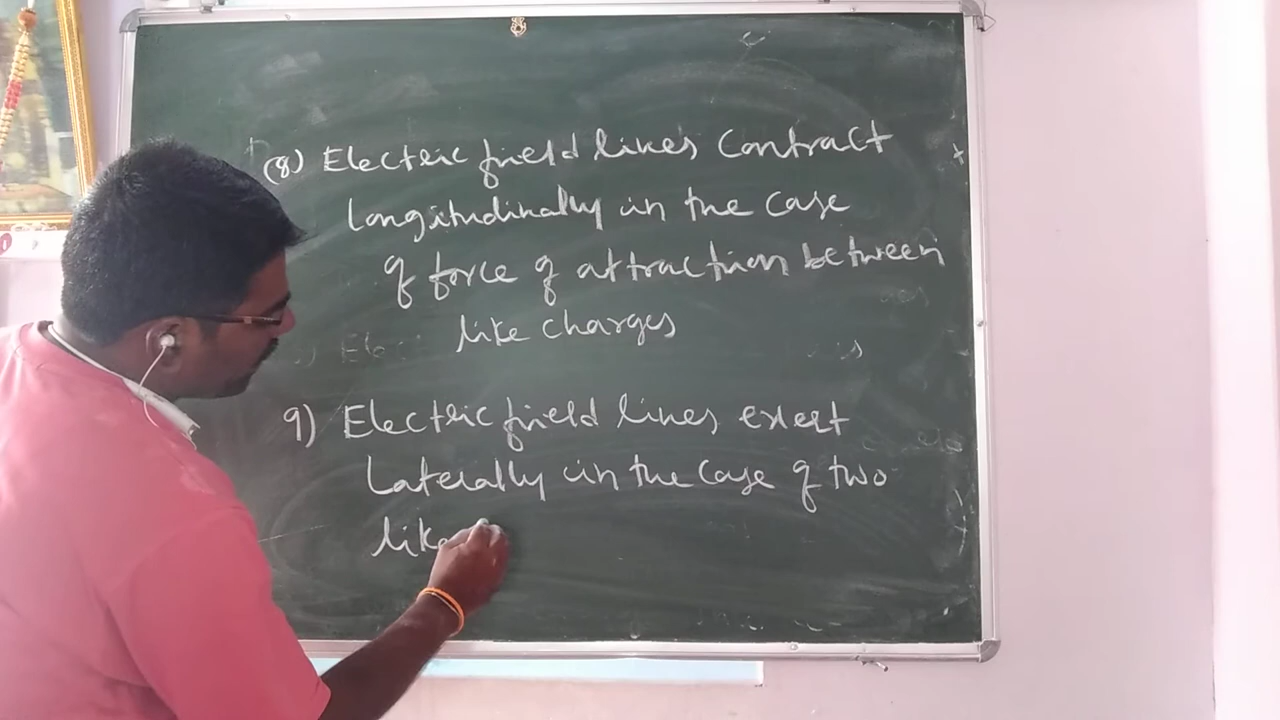 (8) Electric field lines Contract
longitudinally in the case
of force of attraction between
like charges
9) Electric field lines exert
Laterally in the case of two
like